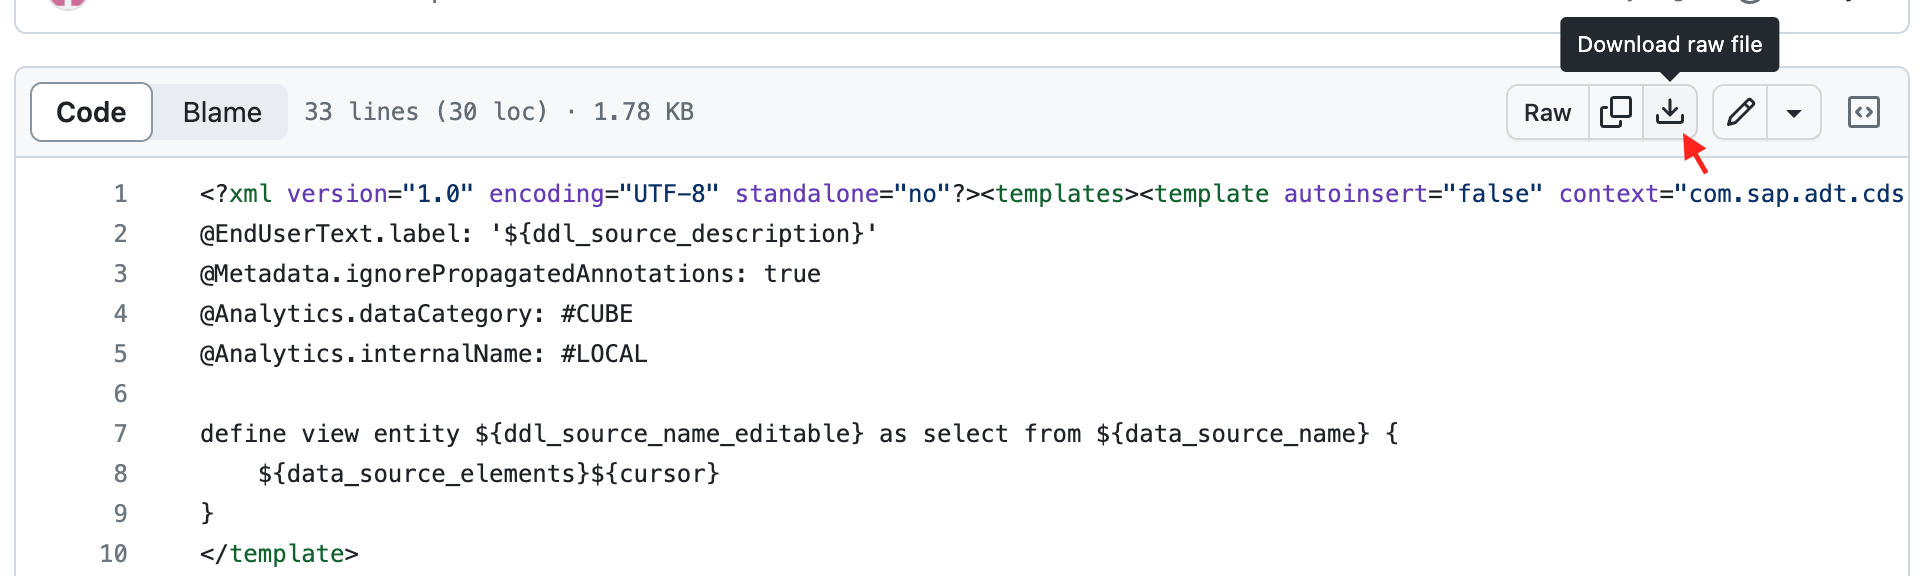 Download raw file
Code Blame 33 lines (30 loc) · 1.78 KB Raw
1 <?xml version="1.0" encoding="UTF-8" standalone="no"?><templates><template autoinsert="false" context="com.sap.adt.cds
2 @EndUserText.label: '${ddl_source_description}'
3 @Metadata.ignorePropagatedAnnotations: true
4 @Analytics.dataCategory: #CUBE
5 @Analytics.internalName: #LOCAL
6
7 define view entity ${ddl_source_name_editable} as select from ${data_source_name} {
8 ${data_source_elements}${cursor}
9 }
10 </template>